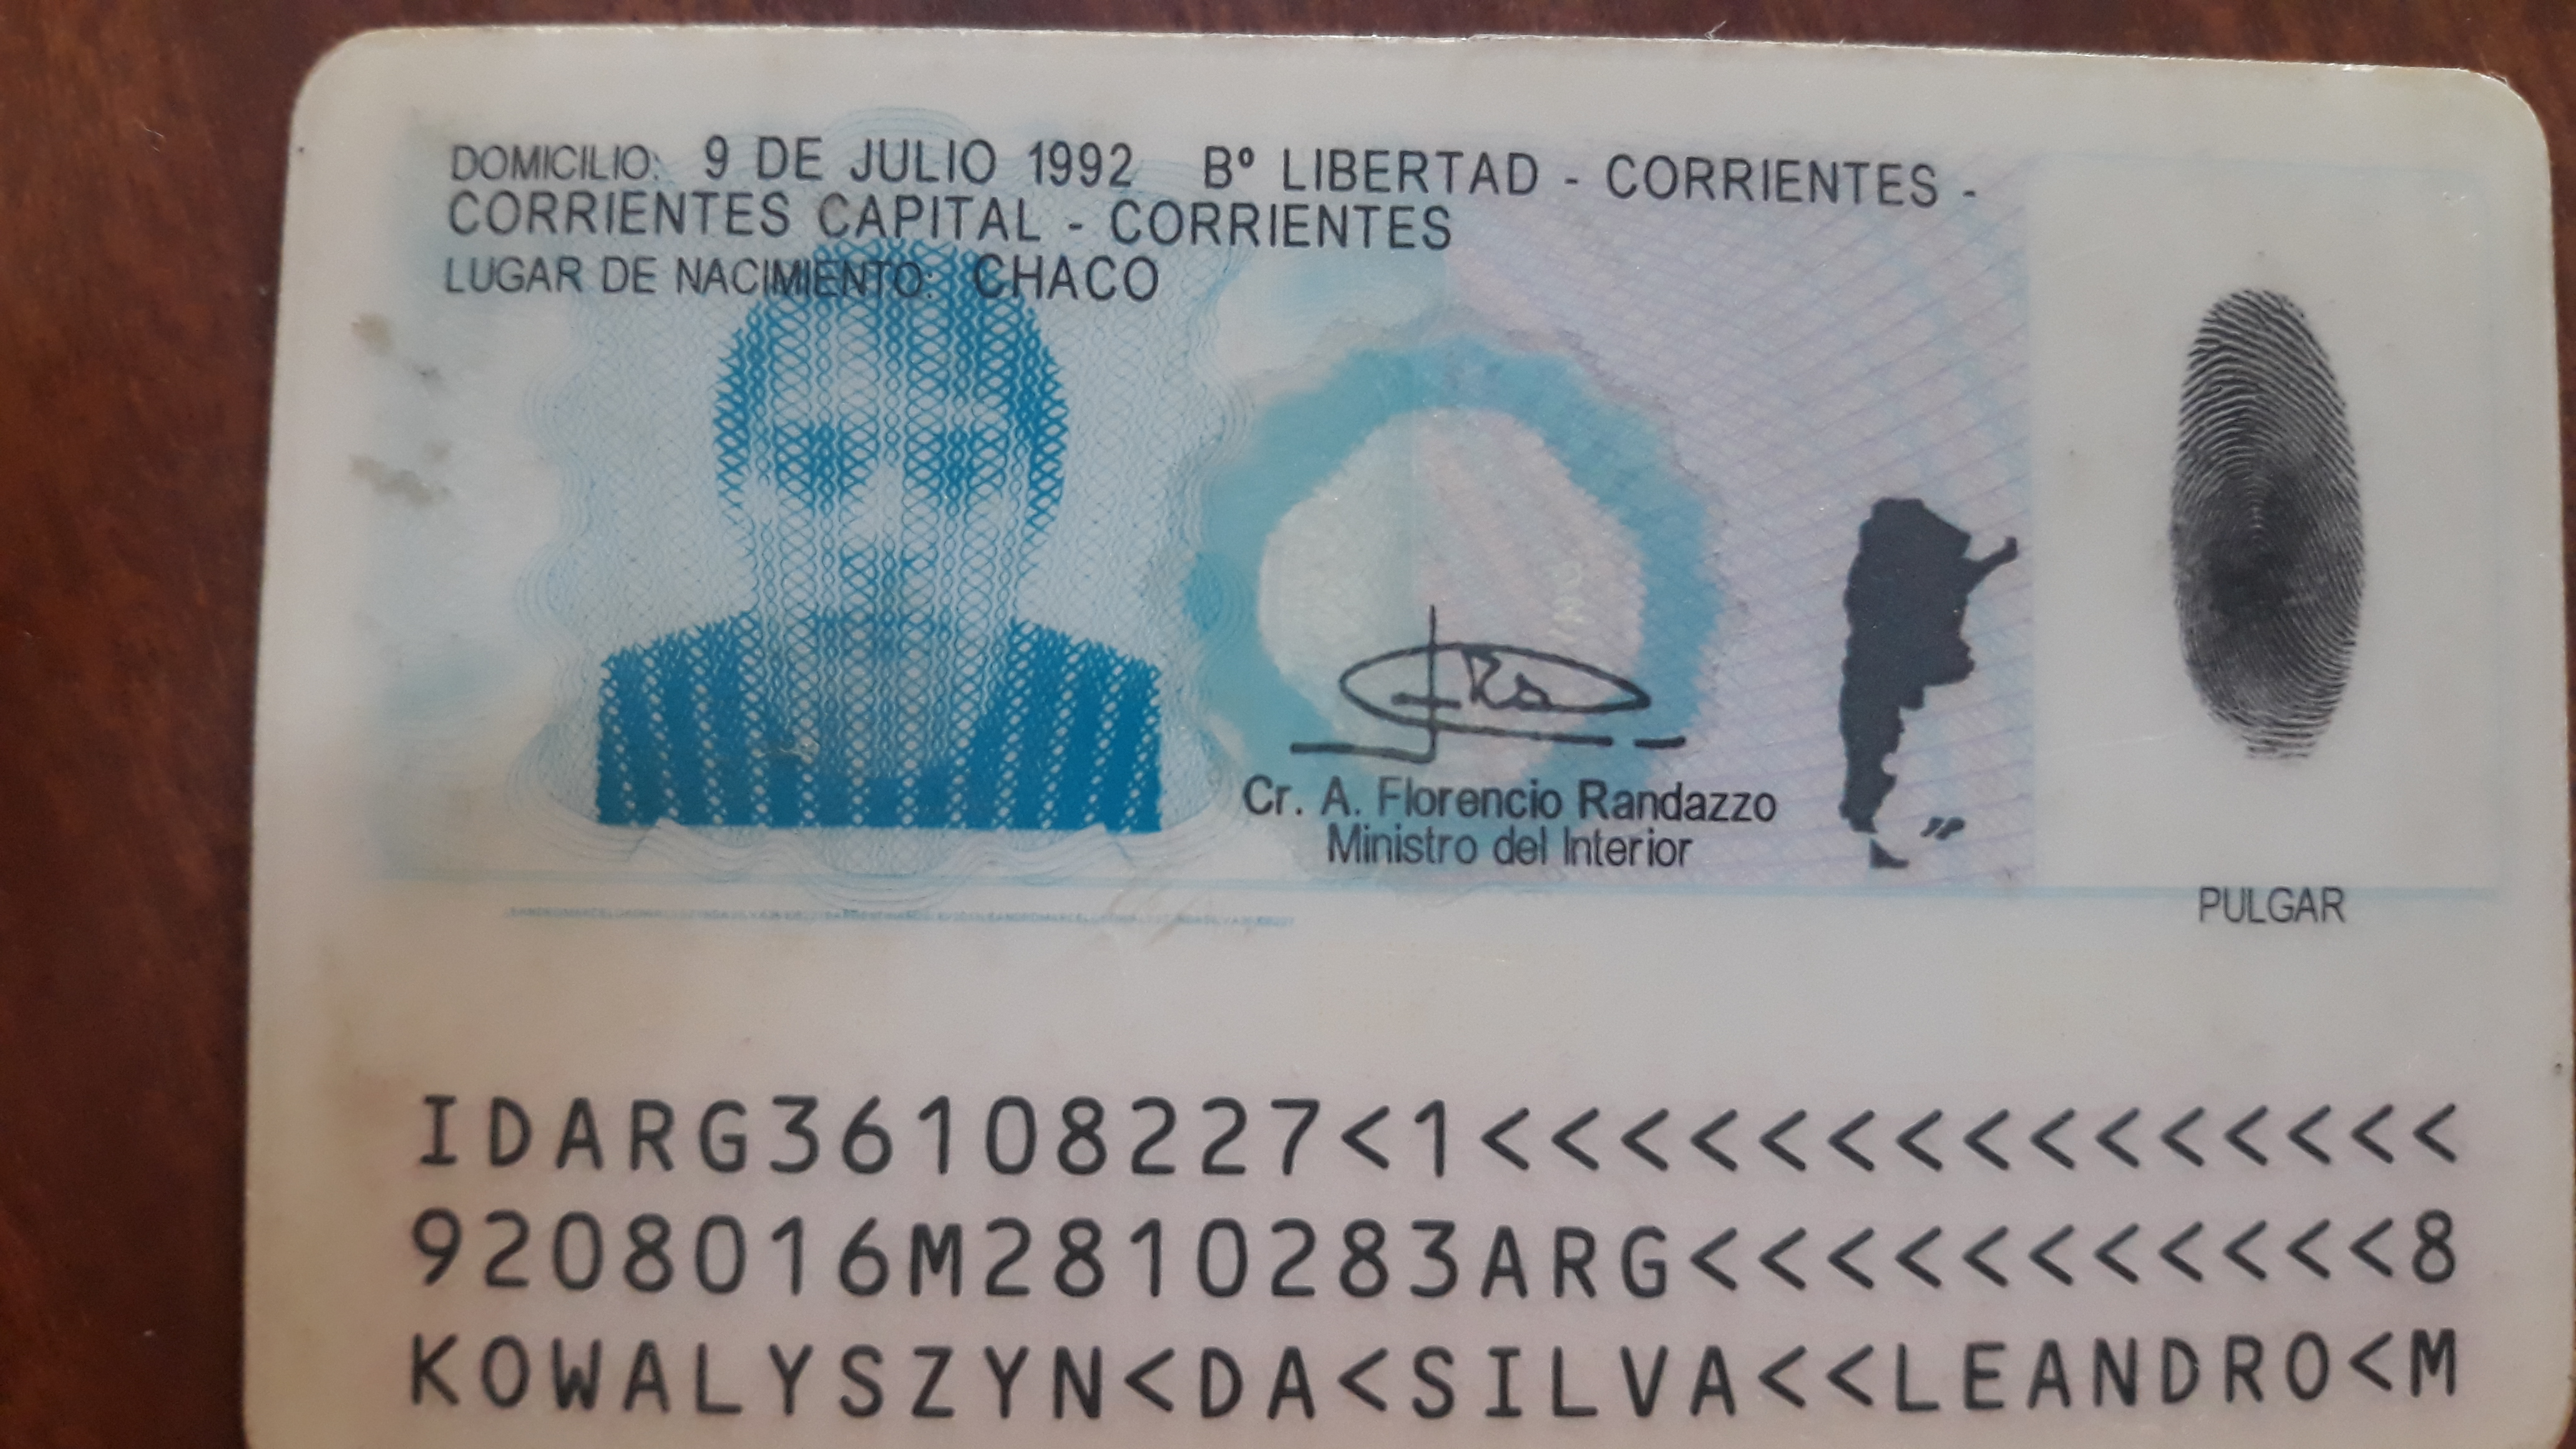 DOMICILIO: 9 DE JULIO 1992 Bº LIBERTAD - CORRIENTES -
CORRIENTES CAPITAL - CORRIENTES
LUGAR DE NACIMIENTO: CHACO
Cr. A. Florencio Randazzo
Ministro del Interior
PULGAR
IDARG36108227<1<<<<<<<<<<<<<<
9208016M2810283ARG<<<<<<<<<<<8
KOWALYSZYN<DA<SILVA<<LEANDRO<M